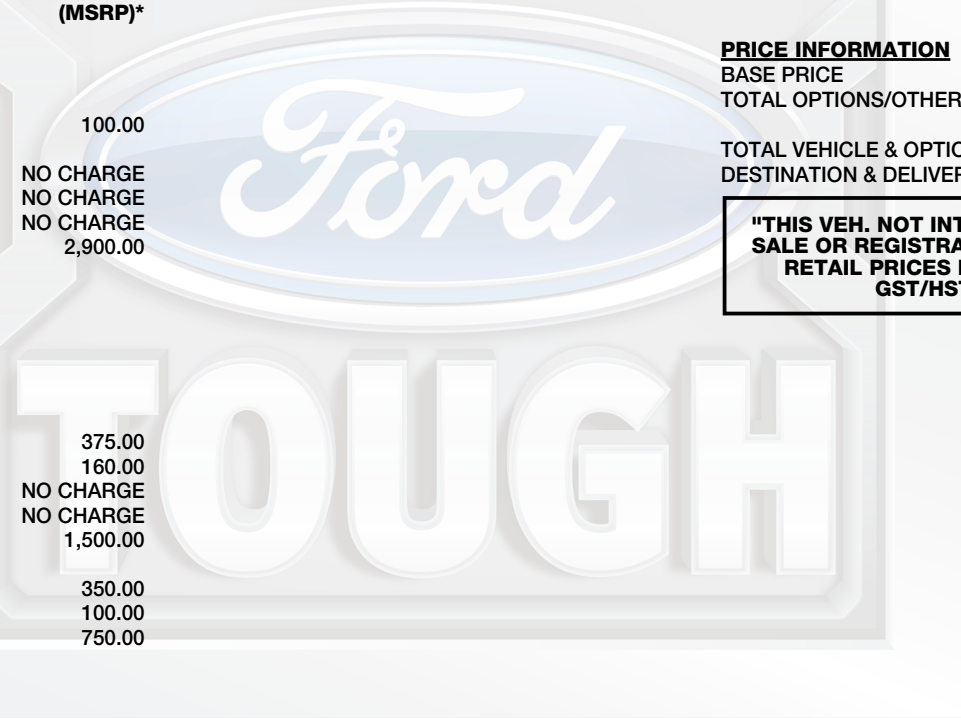 (MSRP)*
100.00
NO CHARGE
NO CHARGE
NO CHARGE
2,900.00
375.00
160.00
NO CHARGE
NO CHARGE
1,500.00
350.00
100.00
750.00
Ford
TOUGH
PRICE INFORMATION
BASE PRICE
TOTAL OPTIONS/OTHER
TOTAL VEHICLE & OPTIO
DESTINATION & DELIVER
"THIS VEH. NOT INT
SALE OR REGISTRA
RETAIL PRICES
GST/HST